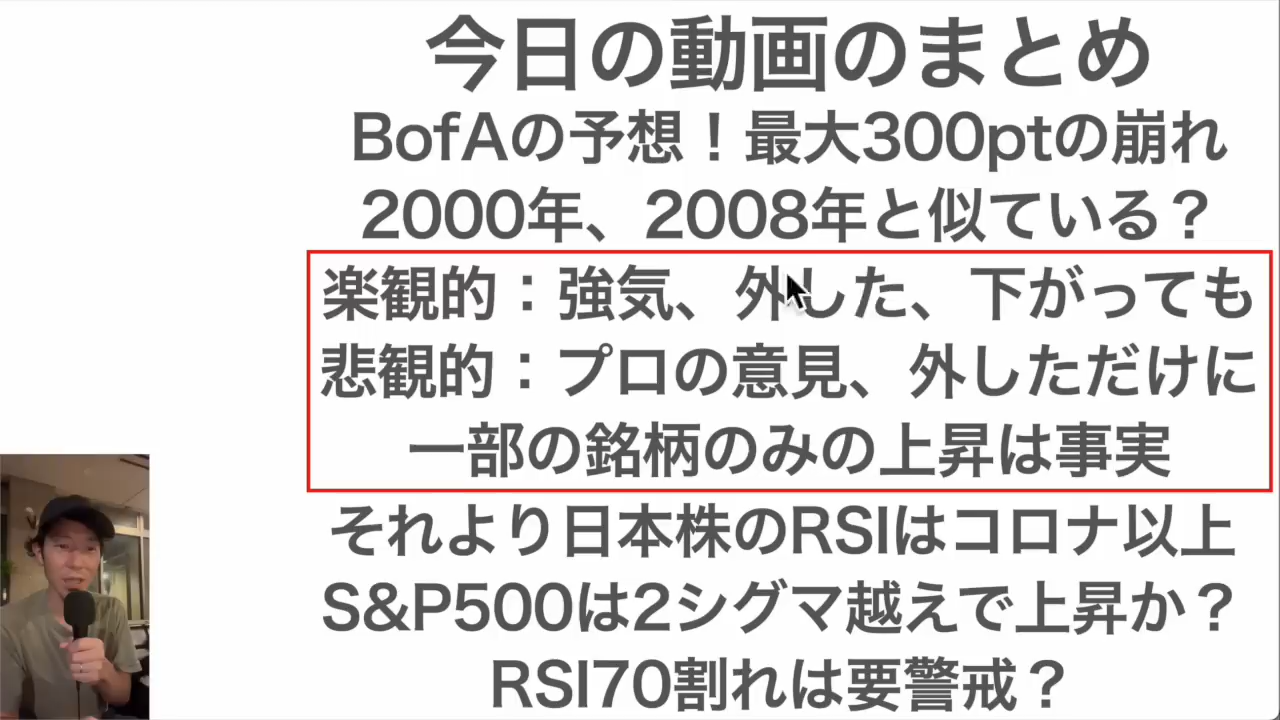 今日の動画のまとめ
BofAの予想！最大300ptの崩れ
2000年、2008年と似ている？
楽観的：強気、外した、下がっても
悲観的：プロの意見、外しただけに
一部の銘柄のみの上昇は事実
それより日本株のRSIはコロナ以上
S&P500は2シグマ越えで上昇か？
RSI70割れは要警戒？